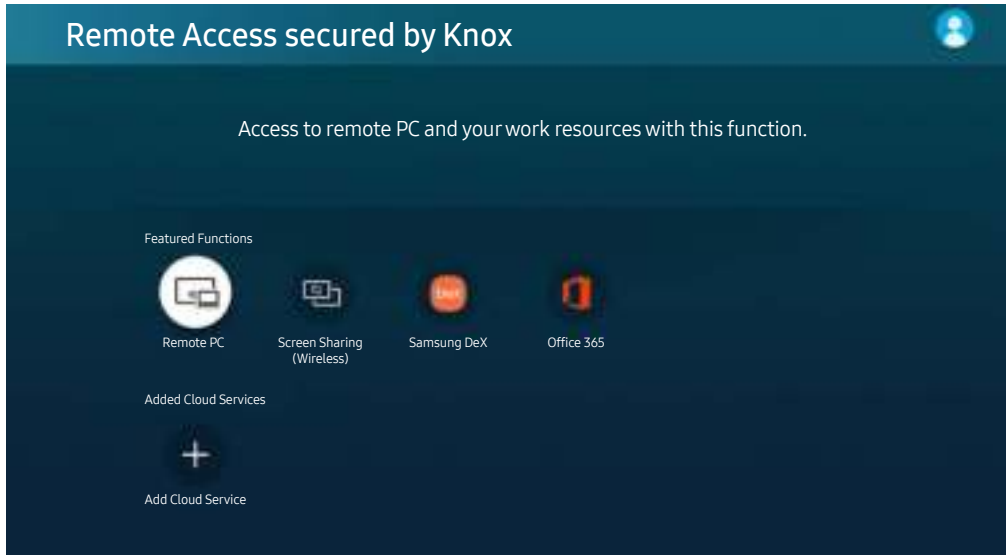 Remote Access secured by Knox
Access to remote PC and your work resources with this function.
Featured Functions
Remote PC
Screen Sharing
(Wireless)
Samsung DeX
Office 365
Added Cloud Services
Add Cloud Service